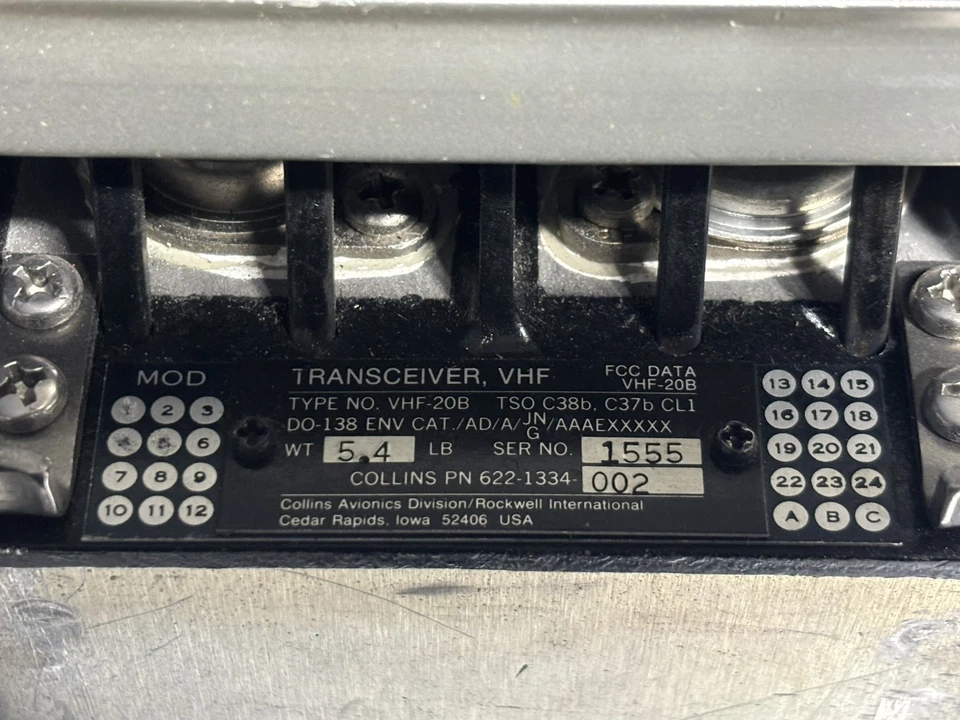 MOD
1 2 3
6
7 8 9
10 11 12
TRANSCEIVER, VHF
FCC DATA
VHF-20B
TYPE NO. VHF-20B TSO C38b, C37b CL1
DO-138 ENV CAT./AD/A/JN/G/AAAEXXXXX
WT 5.4 LB SER NO. 1555
COLLINS PN 622-1334-002
Collins Avionics Division/Rockwell International
Cedar Rapids, Iowa 52406 USA
13 14 15
16 17 18
19 20 21
22 23 24
A B C